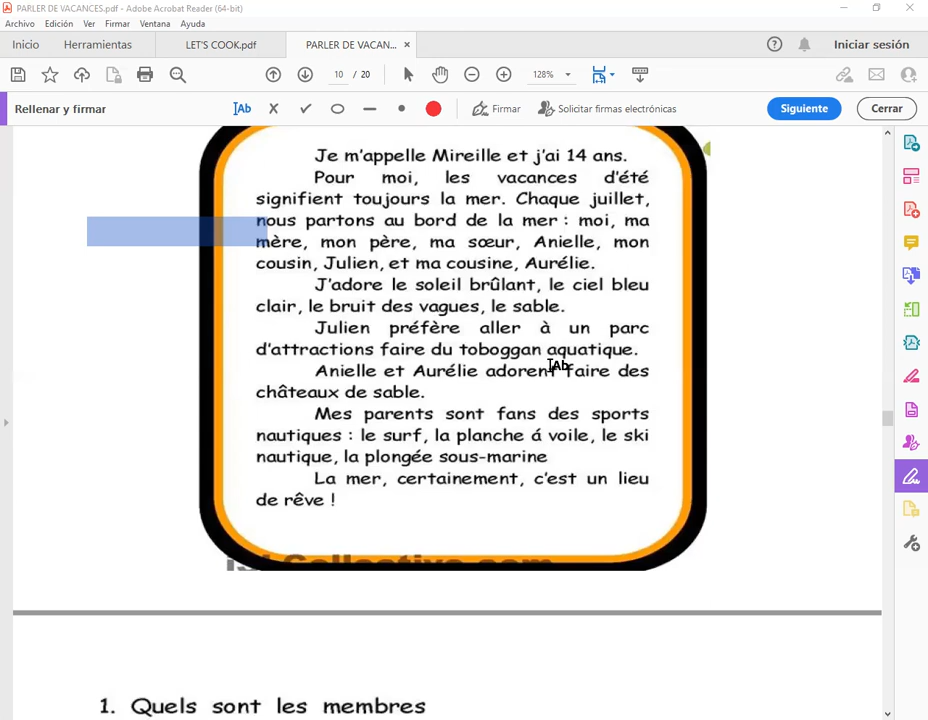 PARLER DE VACANCES.pdf - Adobe Acrobat Reader (64-bit)
Archivo Edición Ver Firmar Ventana Ayuda
Inicio Herramientas LET'S COOK.pdf PARLER DE VACAN... × Iniciar sesión
10 / 20 128%
Rellenar y firmar Ab Firmar Solicitar firmas electrónicas Siguiente Cerrar
Je m'appelle Mireille et j'ai 14 ans.
Pour moi, les vacances d'été
signifient toujours la mer. Chaque juillet,
nous partons au bord de la mer : moi, ma
mère, mon père, ma sœur, Anielle, mon
cousin, Julien, et ma cousine, Aurélie.
J'adore le soleil brûlant, le ciel bleu
clair, le bruit des vagues, le sable.
Julien préfère aller à un parc
d'attractions faire du toboggan aquatique.
Anielle et Aurélie adorent faire des
châteaux de sable.
Mes parents sont fans des sports
nautiques : le surf, la planche á voile, le ski
nautique, la plongée sous-marine
La mer, certainement, c'est un lieu
de rêve !
1. Quels sont les membres